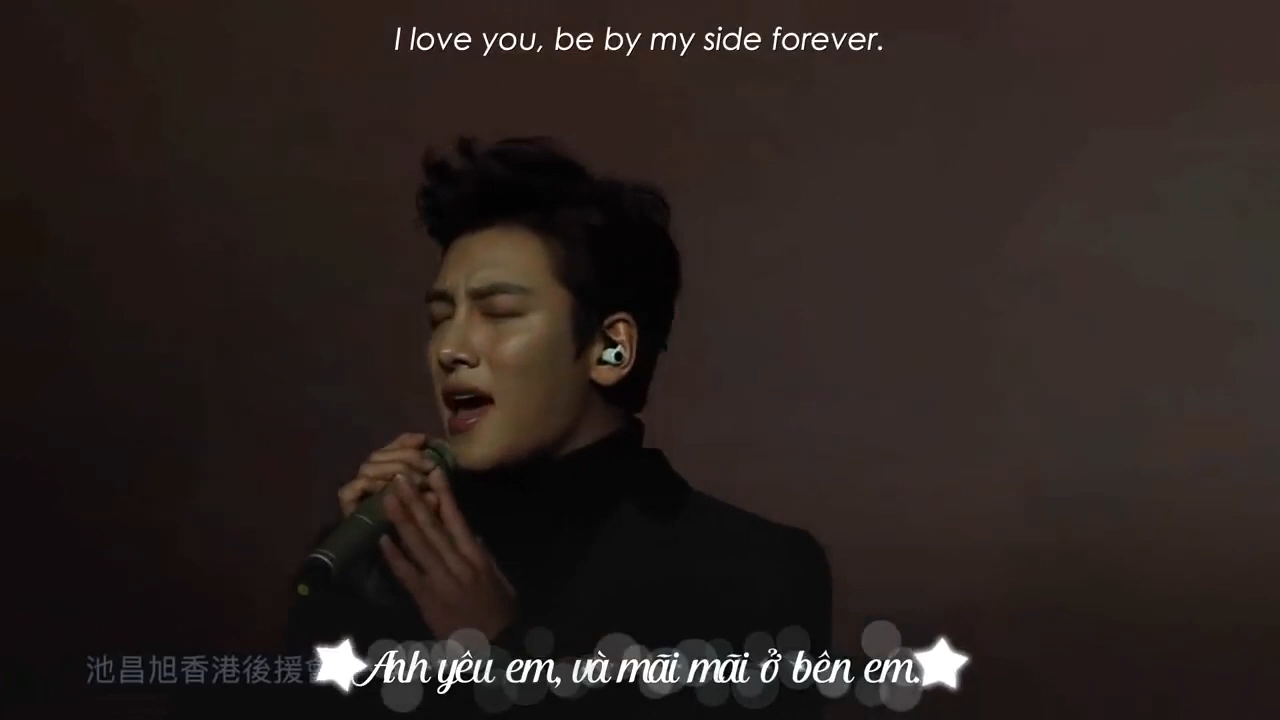 I love you, be by my side forever.
池昌旭香港後援會
Anh yêu em, và mãi mãi ở bên em.